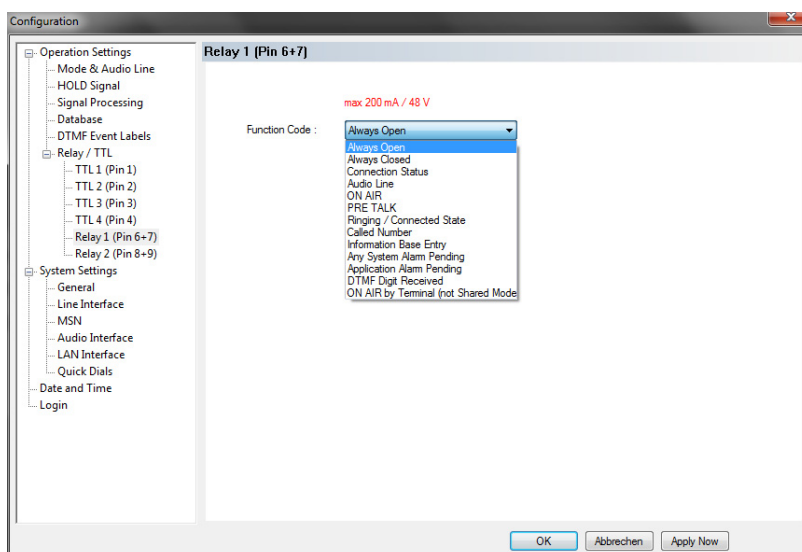 Configuration
Operation Settings
Mode & Audio Line
HOLD Signal
Signal Processing
Database
DTMF Event Labels
Relay / TTL
TTL 1 (Pin 1)
TTL 2 (Pin 2)
TTL 3 (Pin 3)
TTL 4 (Pin 4)
Relay 1 (Pin 6+7)
Relay 2 (Pin 8+9)
System Settings
General
Line Interface
MSN
Audio Interface
LAN Interface
Quick Dials
Date and Time
Login
Relay 1 (Pin 6+7)
max 200 mA / 48 V
Function Code :
Always Open
Always Open
Always Closed
Connection Status
Audio Line
ON AIR
PRE TALK
Ringing / Connected State
Called Number
Information Base Entry
Any System Alarm Pending
Application Alarm Pending
DTMF Digit Received
ON AIR by Terminal (not Shared Mode
OK
Abbrechen
Apply Now